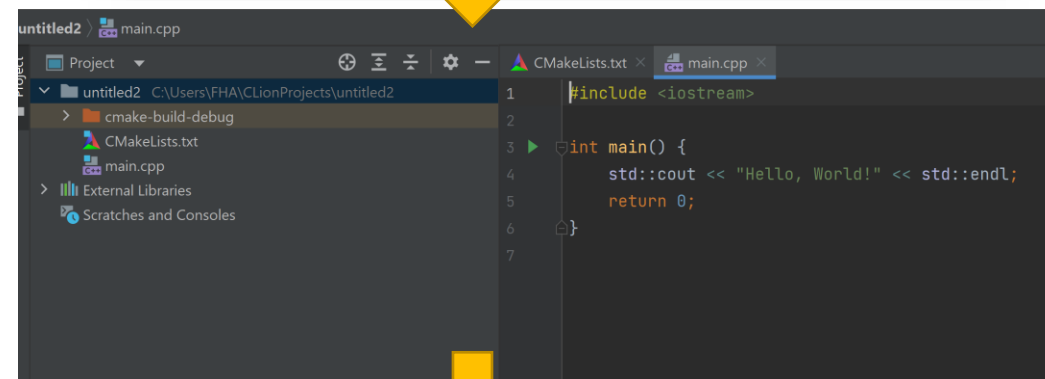 untitled2 〉 main.cpp
Project
Project
untitled2 C:\Users\FHA\CLionProjects\untitled2
cmake-build-debug
CMakeLists.txt
main.cpp
External Libraries
Scratches and Consoles
CMakeLists.txt
main.cpp
1 #include <iostream>
2
3 int main() {
4 std::cout << "Hello, World!" << std::endl;
5 return 0;
6 }
7